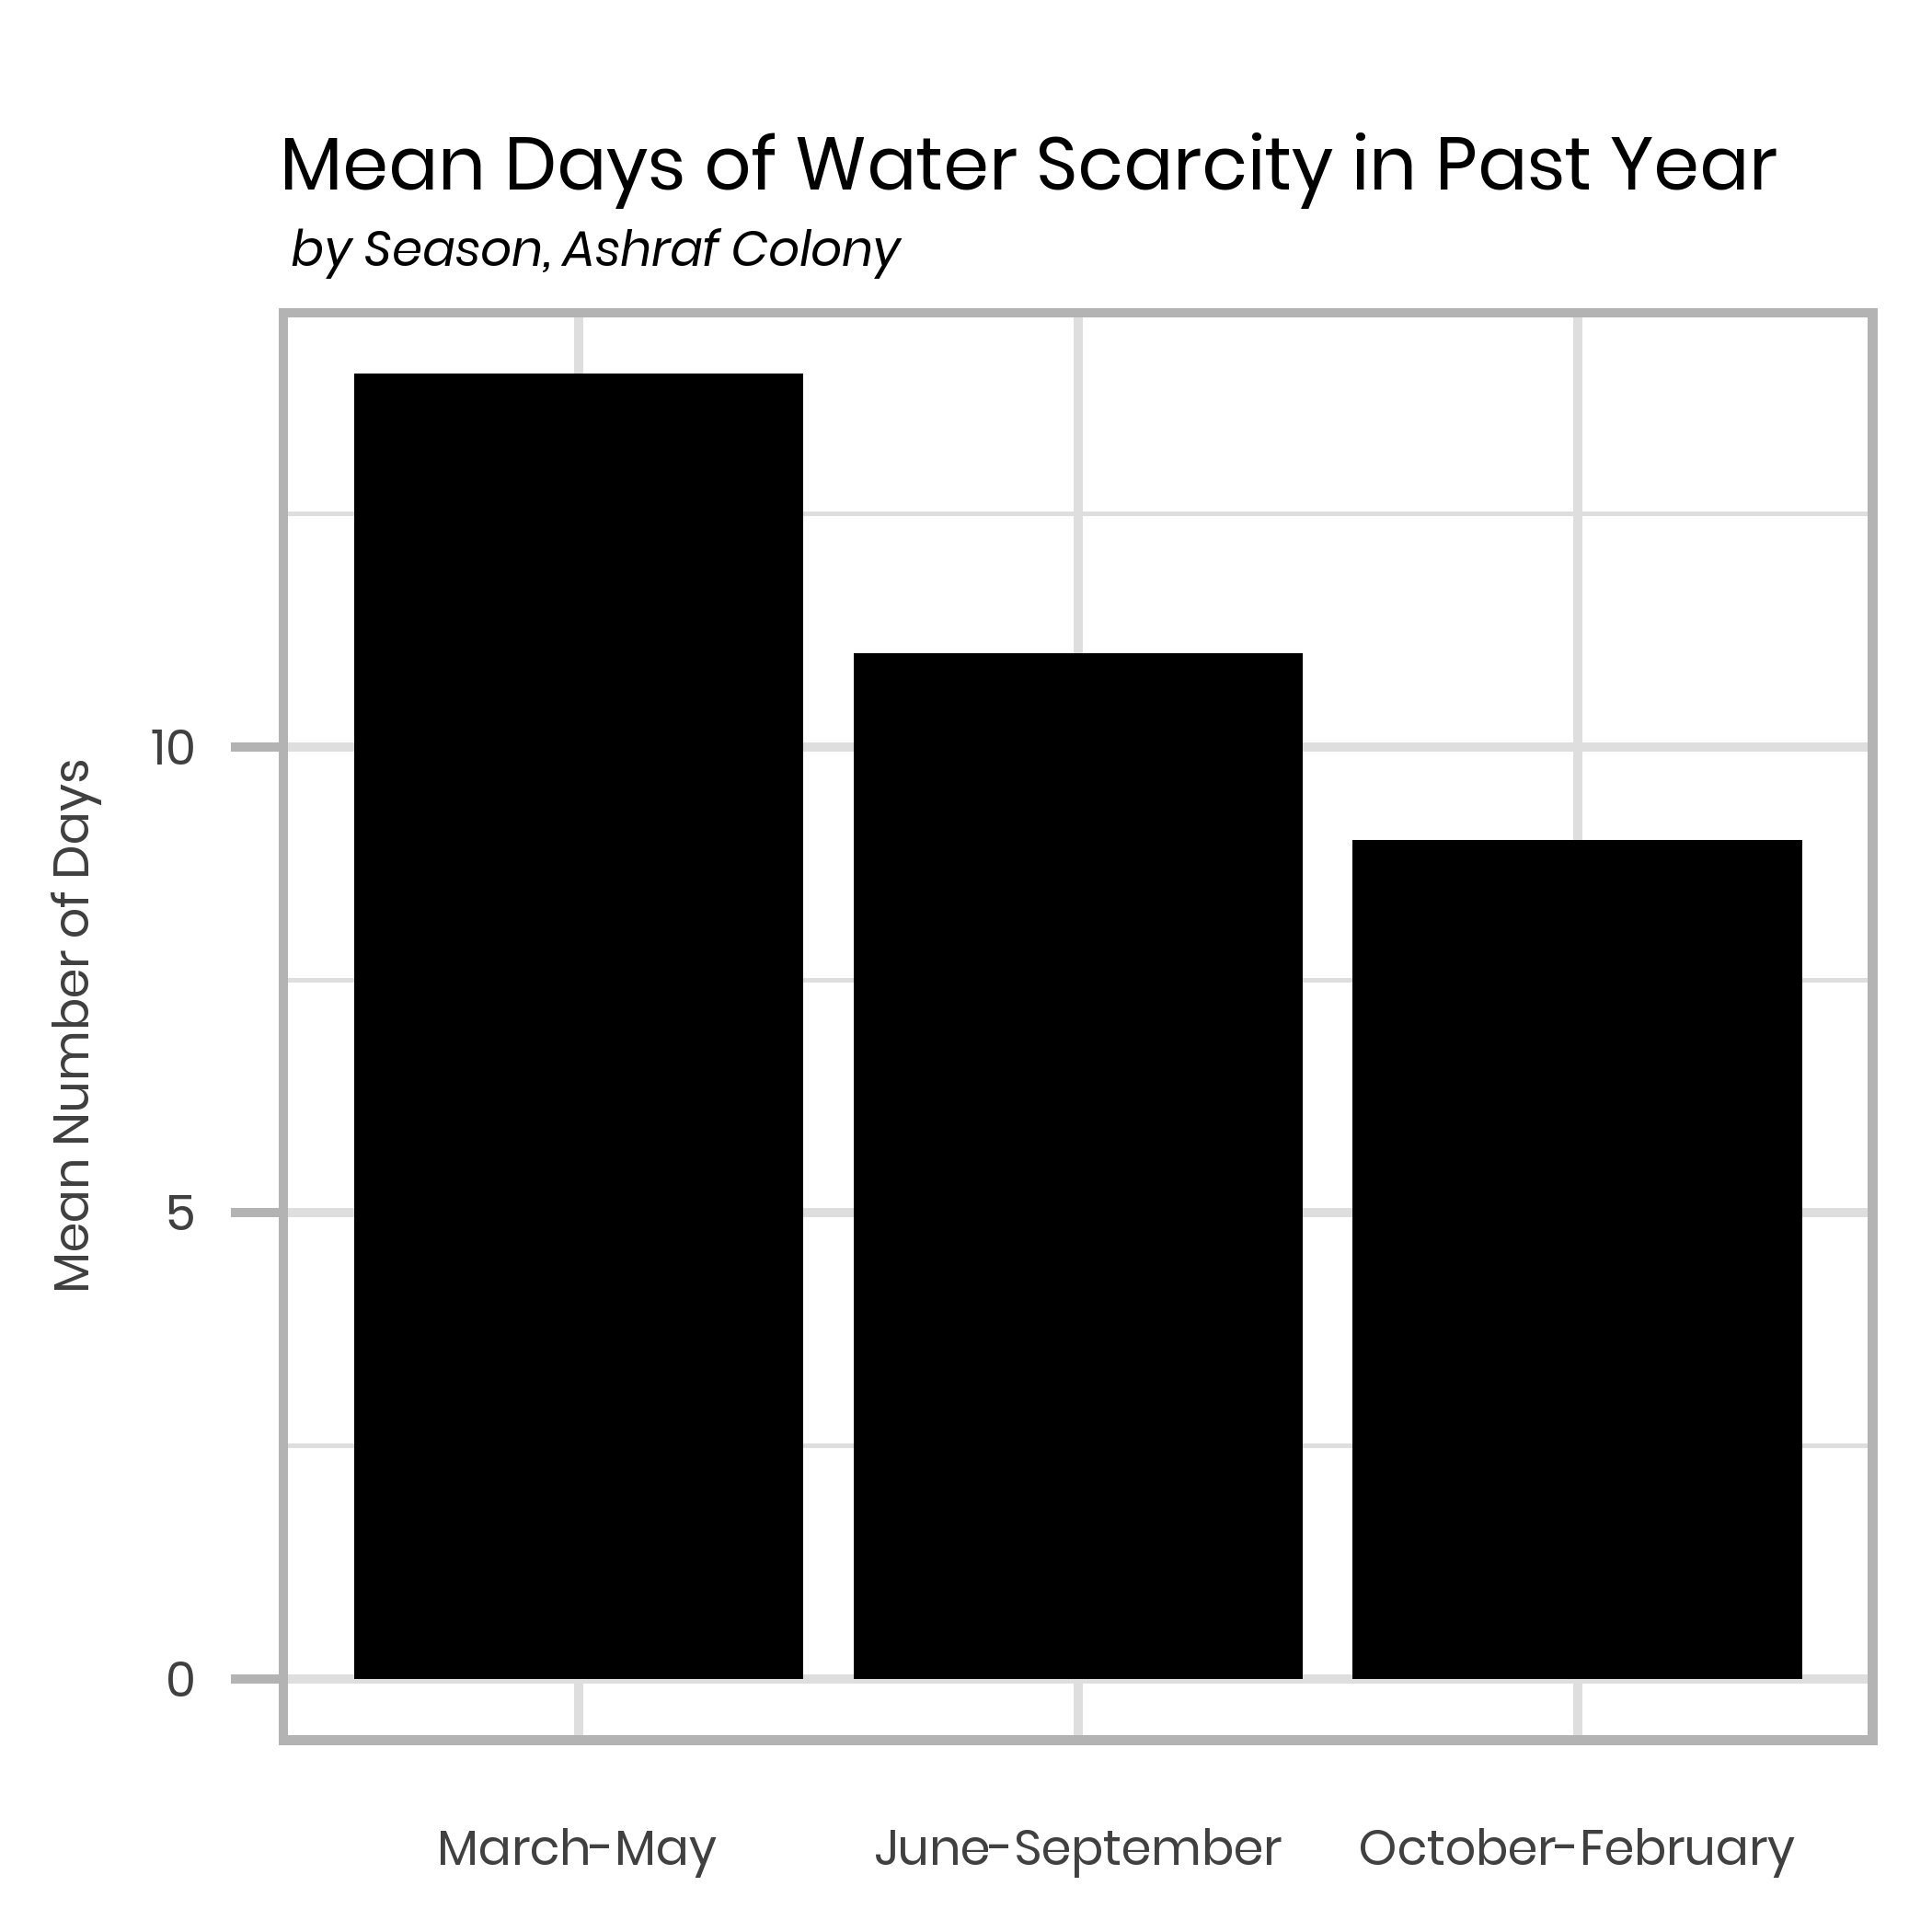 Mean Days of Water Scarcity in Past Year
by Season, Ashraf Colony
Mean Number of Days
10
5
0
March-May
June-September
October-February